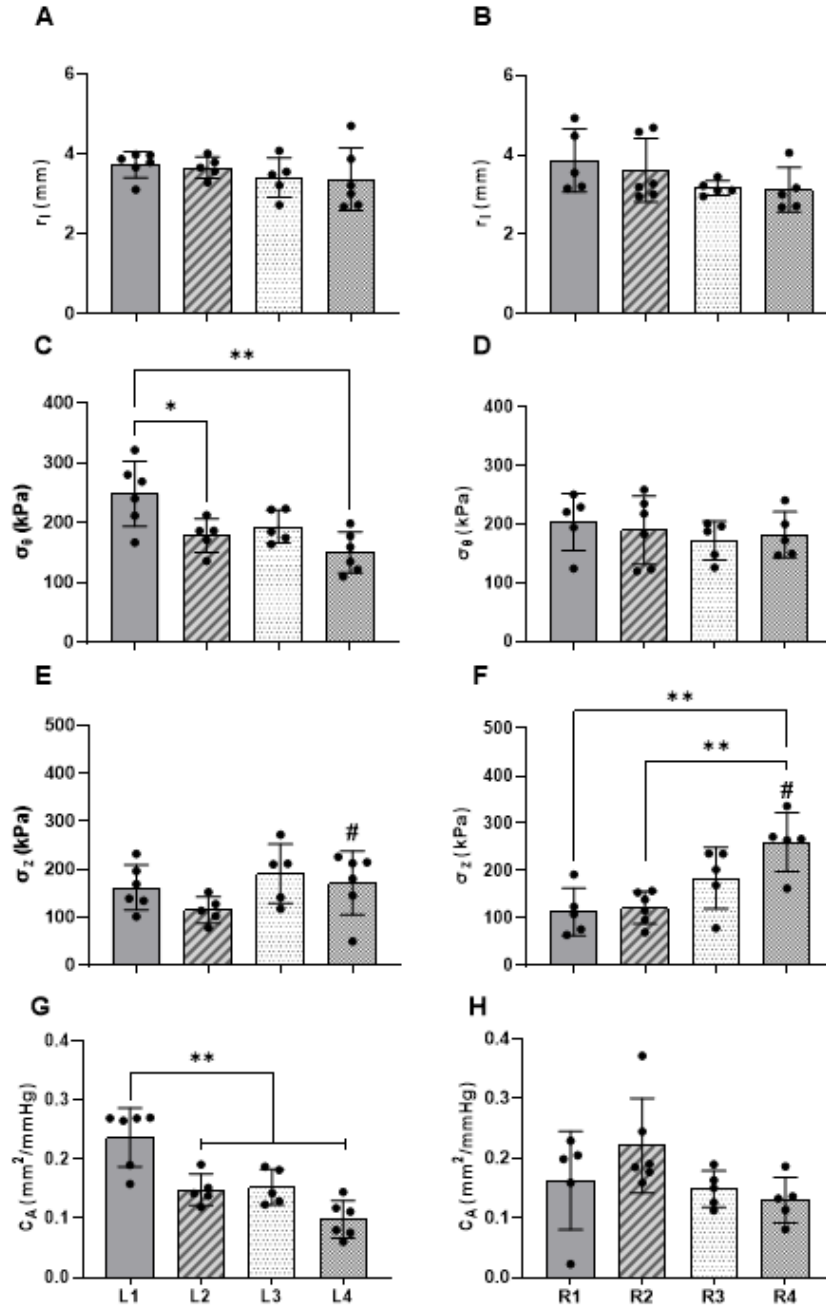 A
B
6
4
2
0
r_I (mm)
6
4
2
0
r_I (mm)
C
D
**
*
400
300
200
100
0
σ_θ (kPa)
400
300
200
100
0
σ_θ (kPa)
E
F
500
400
300
200
100
0
σ_z (kPa)
#
**
**
#
500
400
300
200
100
0
σ_z (kPa)
G
H
0.4
0.3
0.2
0.1
0.0
C_A (mm²/mmHg)
**
L1 L2 L3 L4
0.4
0.3
0.2
0.1
0.0
C_A (mm²/mmHg)
R1 R2 R3 R4